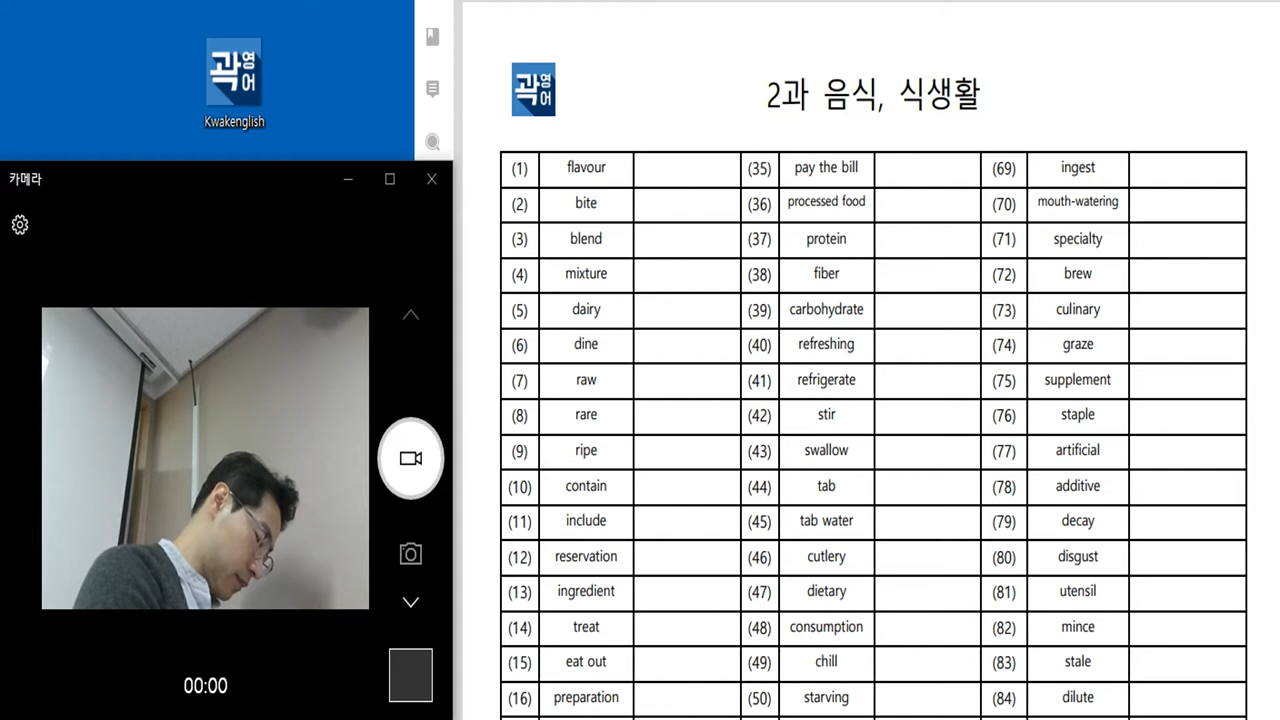 곽영어
Kwakenglish
카메라
00:00
곽영어
2과 음식, 식생활
(1) flavour (35) pay the bill (69) ingest
(2) bite (36) processed food (70) mouth-watering
(3) blend (37) protein (71) specialty
(4) mixture (38) fiber (72) brew
(5) dairy (39) carbohydrate (73) culinary
(6) dine (40) refreshing (74) graze
(7) raw (41) refrigerate (75) supplement
(8) rare (42) stir (76) staple
(9) ripe (43) swallow (77) artificial
(10) contain (44) tab (78) additive
(11) include (45) tab water (79) decay
(12) reservation (46) cutlery (80) disgust
(13) ingredient (47) dietary (81) utensil
(14) treat (48) consumption (82) mince
(15) eat out (49) chill (83) stale
(16) preparation (50) starving (84) dilute